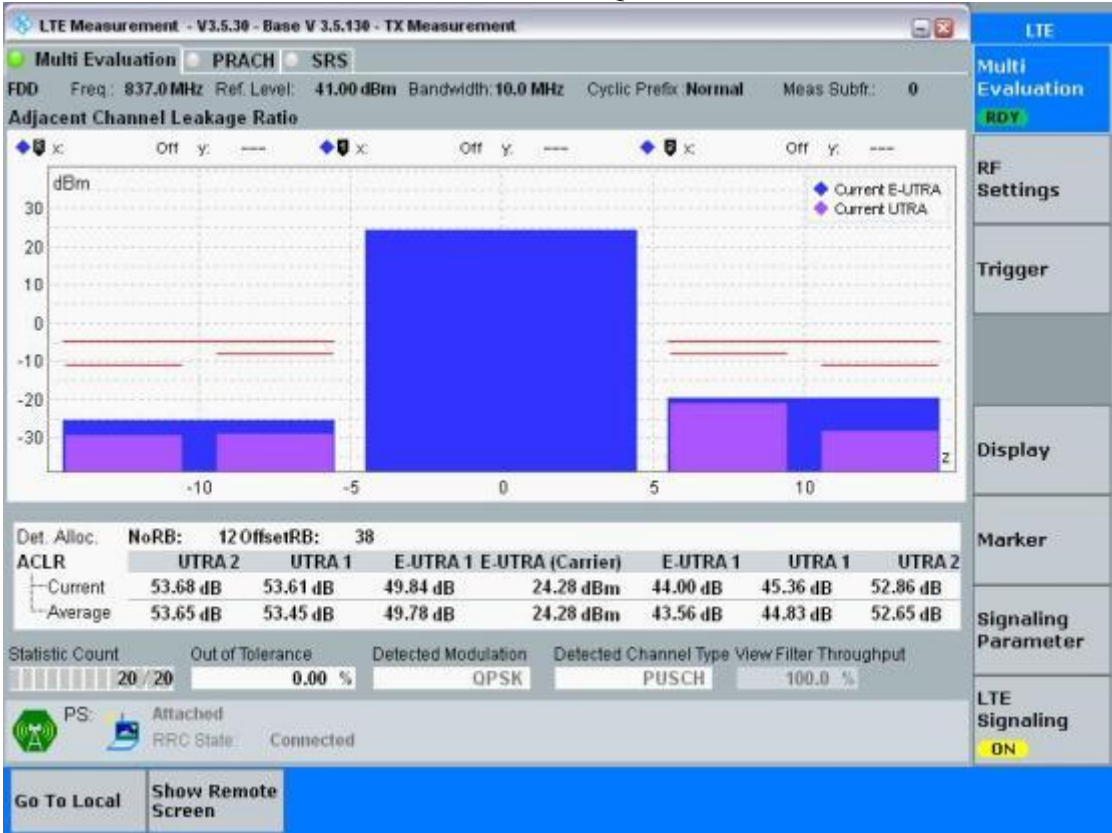 LTE Measurement - V3.5.30 - Base V 3.5.130 - TX Measurement
LTE
Multi Evaluation PRACH SRS
Multi Evaluation
RDY
FDD Freq.: 837.0 MHz Ref. Level: 41.00 dBm Bandwidth: 10.0 MHz Cyclic Prefix: Normal Meas Subfr.: 0
Adjacent Channel Leakage Ratio
x: Off y: --- x: Off y: --- x: Off y: ---
dBm
Current E-UTRA
Current UTRA
30
20
10
0
-10
-20
-30
z
-10 -5 0 5 10
RF Settings
Trigger
Display
Marker
Signaling Parameter
LTE Signaling
ON
Det. Alloc. NoRB: 12 OffsetRB: 38
ACLR UTRA 2 UTRA 1 E-UTRA 1 E-UTRA (Carrier) E-UTRA 1 UTRA 1 UTRA 2
Current 53.68 dB 53.61 dB 49.84 dB 24.28 dBm 44.00 dB 45.36 dB 52.86 dB
Average 53.65 dB 53.45 dB 49.78 dB 24.28 dBm 43.56 dB 44.83 dB 52.65 dB
Statistic Count Out of Tolerance Detected Modulation Detected Channel Type View Filter Throughput
20 / 20 0.00 % QPSK PUSCH 100.0 %
PS: Attached
RRC State: Connected
Go To Local
Show Remote Screen